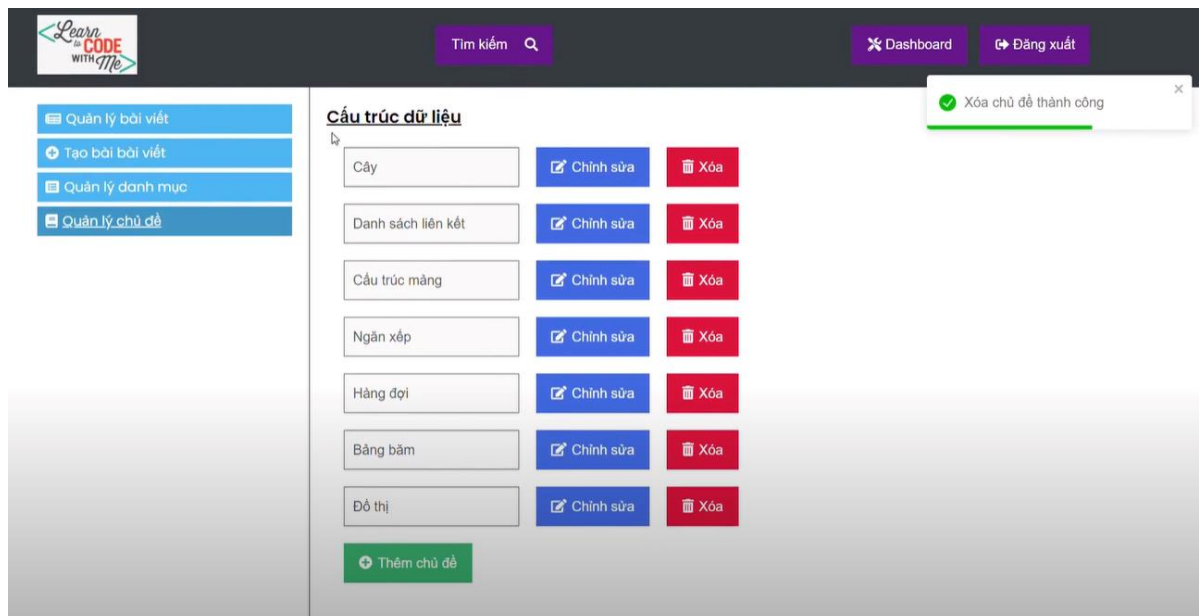 Learn
to CODE
WITH Me
Tìm kiếm
Dashboard
Đăng xuất
Xóa chủ đề thành công
Quản lý bài viết
Tạo bài bài viết
Quản lý danh mục
Quản lý chủ đề
Cấu trúc dữ liệu
Cây
Chỉnh sửa
Xóa
Danh sách liên kết
Chỉnh sửa
Xóa
Cấu trúc mảng
Chỉnh sửa
Xóa
Ngăn xếp
Chỉnh sửa
Xóa
Hàng đợi
Chỉnh sửa
Xóa
Bảng băm
Chỉnh sửa
Xóa
Đồ thị
Chỉnh sửa
Xóa
Thêm chủ đề